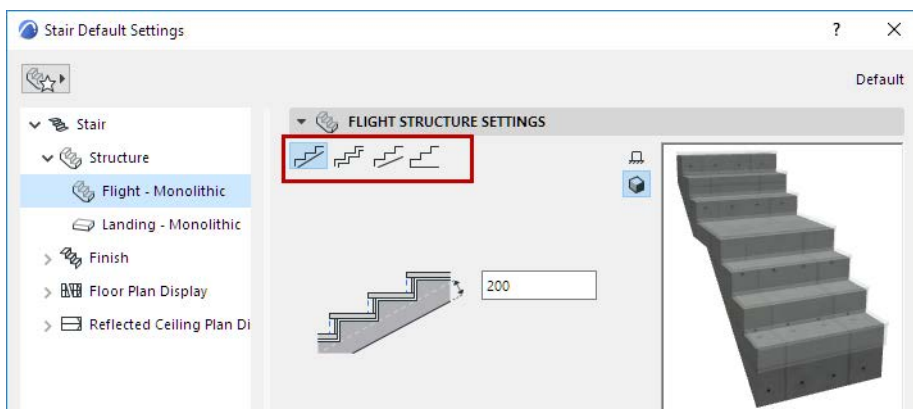 Stair Default Settings
?
Default
Stair
Structure
Flight - Monolithic
Landing - Monolithic
Finish
Floor Plan Display
Reflected Ceiling Plan Di
FLIGHT STRUCTURE SETTINGS
200